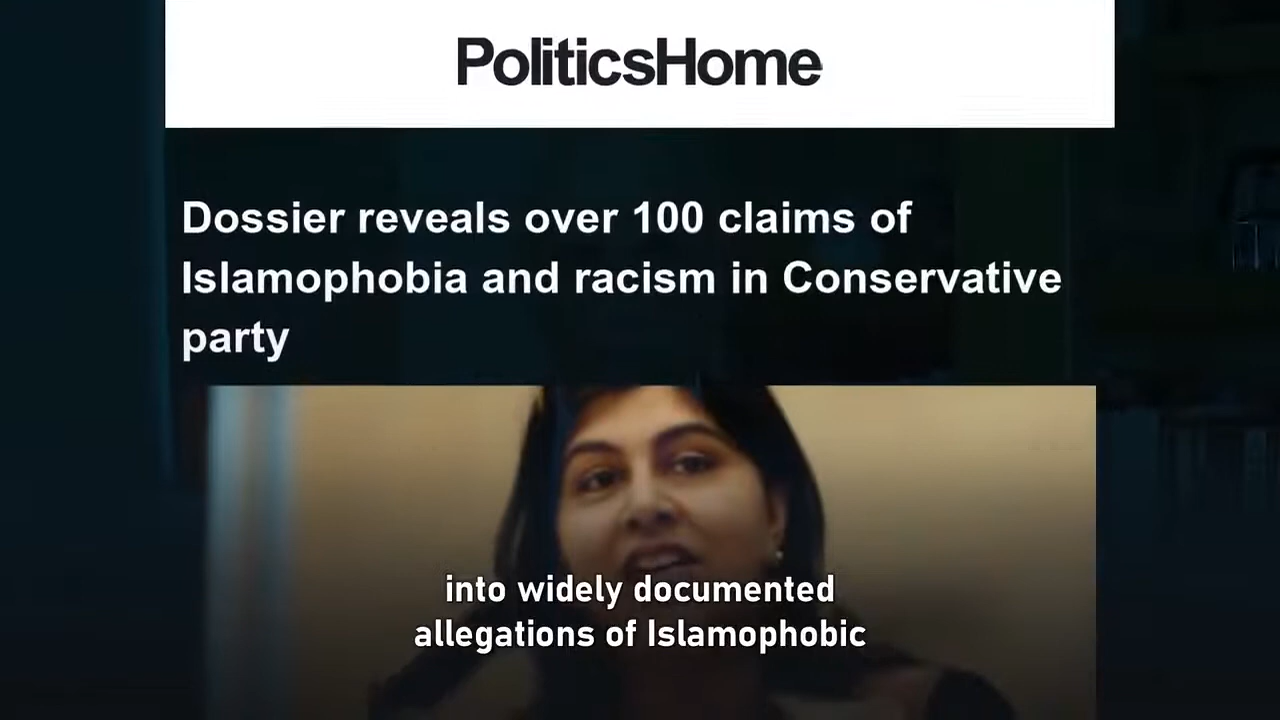 PoliticsHome
Dossier reveals over 100 claims of
Islamophobia and racism in Conservative
party
into widely documented
allegations of Islamophobic